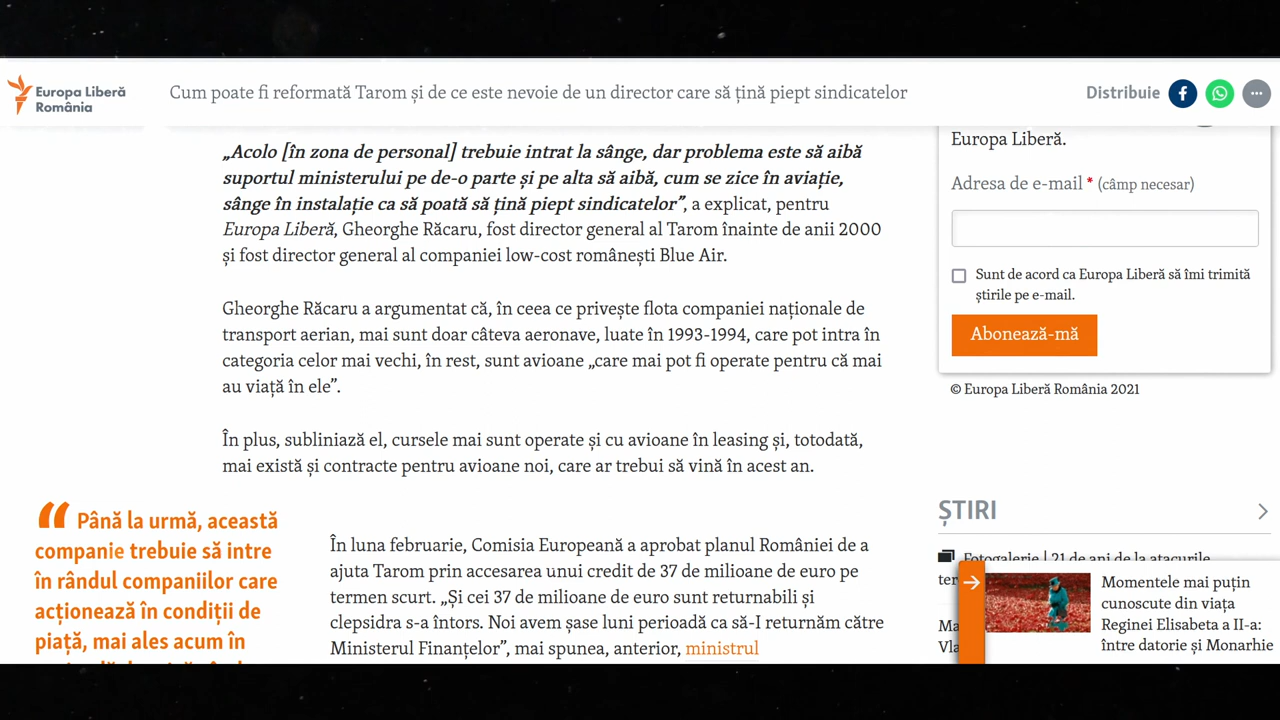 Europa Liberă
România
Cum poate fi reformată Tarom și de ce este nevoie de un director care să țină piept sindicatelor
Distribuie
„Acolo [în zona de personal] trebuie intrat la sânge, dar problema este să aibă
suportul ministerului pe de-o parte și pe alta să aibă, cum se zice în aviație,
sânge în instalație ca să poată să țină piept sindicatelor”, a explicat, pentru
Europa Liberă, Gheorghe Răcaru, fost director general al Tarom înainte de anii 2000
și fost director general al companiei low-cost românești Blue Air.
Gheorghe Răcaru a argumentat că, în ceea ce privește flota companiei naționale de
transport aerian, mai sunt doar câteva aeronave, luate în 1993-1994, care pot intra în
categoria celor mai vechi, în rest, sunt avioane „care mai pot fi operate pentru că mai
au viață în ele”.
În plus, subliniază el, cursele mai sunt operate și cu avioane în leasing și, totodată,
mai există și contracte pentru avioane noi, care ar trebui să vină în acest an.
“ Până la urmă, această
companie trebuie să intre
în rândul companiilor care
acționează în condiții de
piață, mai ales acum în
În luna februarie, Comisia Europeană a aprobat planul României de a
ajuta Tarom prin accesarea unui credit de 37 de milioane de euro pe
termen scurt. „Și cei 37 de milioane de euro sunt returnabili și
clepsidra s-a întors. Noi avem șase luni perioadă ca să-I returnăm către
Ministerul Finanțelor”, mai spunea, anterior, ministrul
Europa Liberă.
Adresa de e-mail * (câmp necesar)
Sunt de acord ca Europa Liberă să îmi trimită
știrile pe e-mail.
Abonează-mă
© Europa Liberă România 2021
ȘTIRI
Fotogalerie | 21 de ani de la atacurile
ter
Ma
Vla
Momentele mai puțin
cunoscute din viața
Reginei Elisabeta a II-a:
între datorie și Monarhie